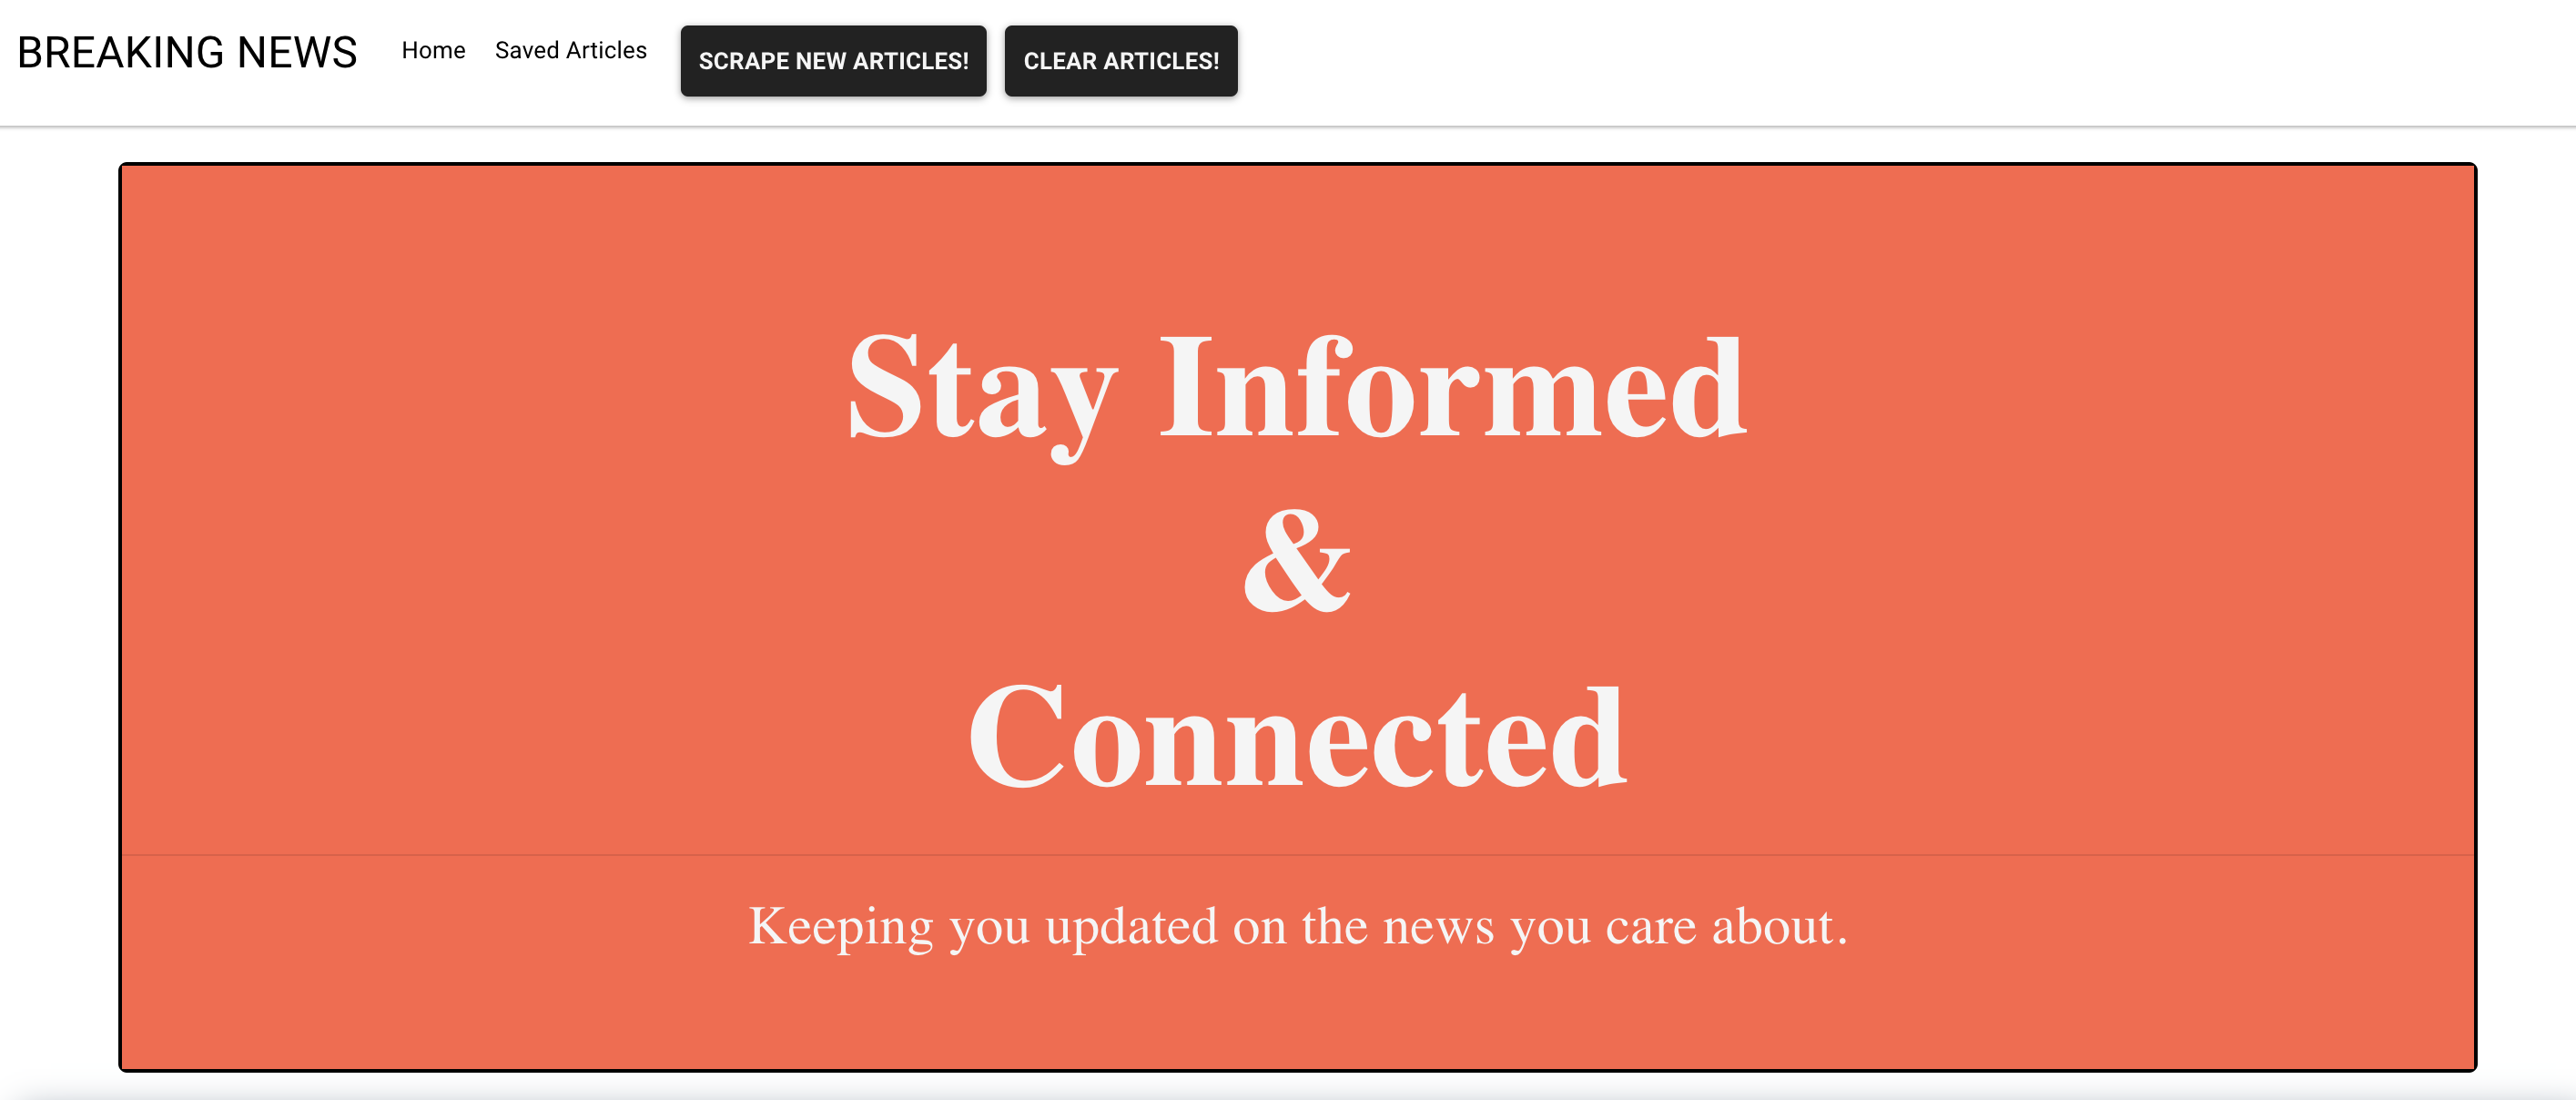 BREAKING NEWS Home Saved Articles SCRAPE NEW ARTICLES! CLEAR ARTICLES!
Stay Informed
&
Connected
Keeping you updated on the news you care about.